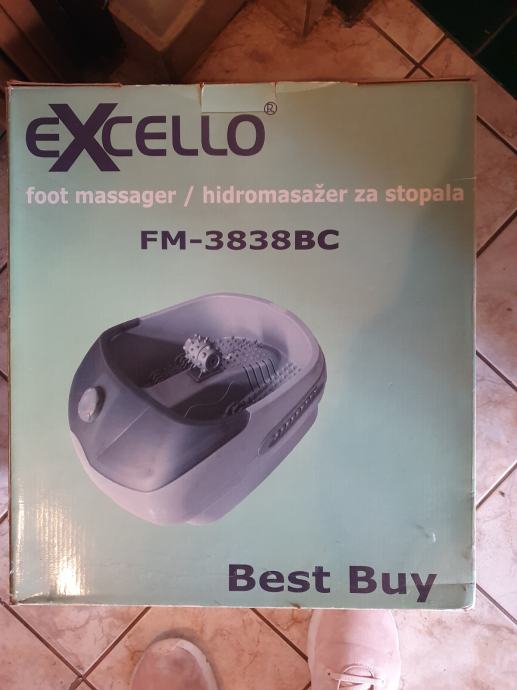 EXCELLO®
foot massager / hidromasažer za stopala
FM-3838BC
Best Buy